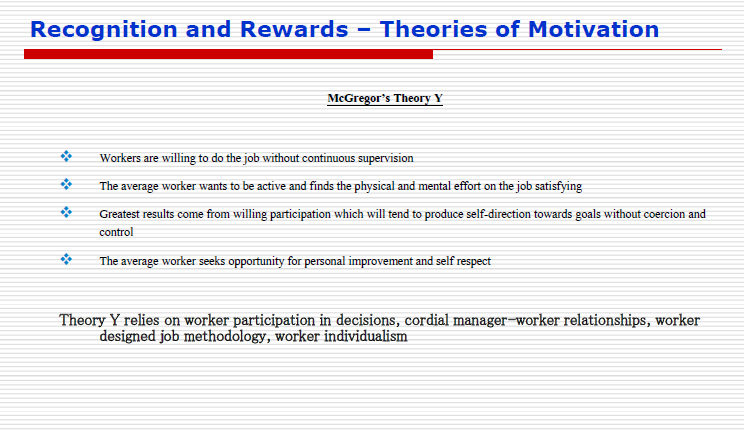 Recognition and Rewards – Theories of Motivation
McGregor's Theory Y
Workers are willing to do the job without continuous supervision
The average worker wants to be active and finds the physical and mental effort on the job satisfying
Greatest results come from willing participation which will tend to produce self-direction towards goals without coercion and
control
The average worker seeks opportunity for personal improvement and self respect
Theory Y relies on worker participation in decisions, cordial manager-worker relationships, worker
designed job methodology, worker individualism